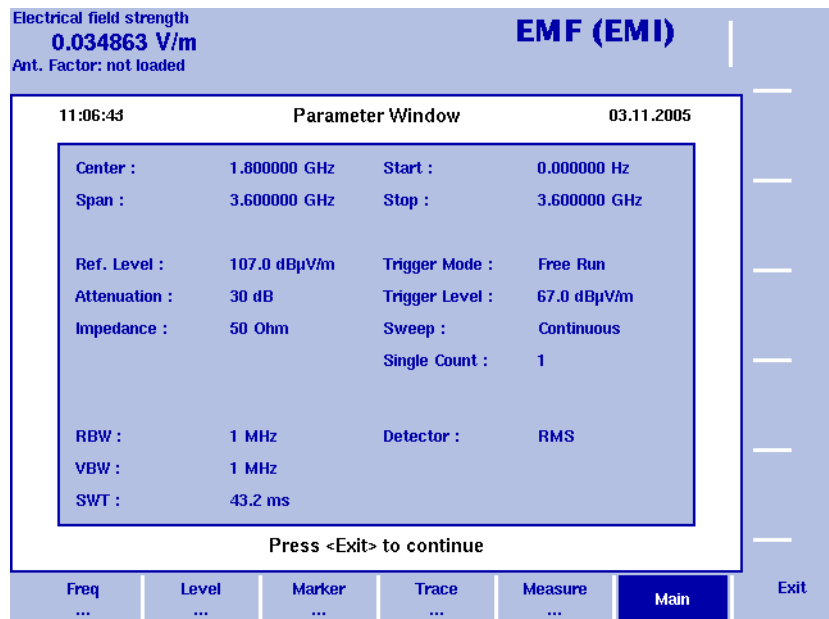 Electrical field strength
0.034863 V/m
Ant. Factor: not loaded
EMF (EMI)
11:06:43 Parameter Window 03.11.2005
Center : 1.800000 GHz Start : 0.000000 Hz
Span : 3.600000 GHz Stop : 3.600000 GHz
Ref. Level : 107.0 dBµV/m Trigger Mode : Free Run
Attenuation : 30 dB Trigger Level : 67.0 dBµV/m
Impedance : 50 Ohm Sweep : Continuous
Single Count : 1
RBW : 1 MHz Detector : RMS
VBW : 1 MHz
SWT : 43.2 ms
Press <Exit> to continue
Freq ... Level ... Marker ... Trace ... Measure ... Main Exit